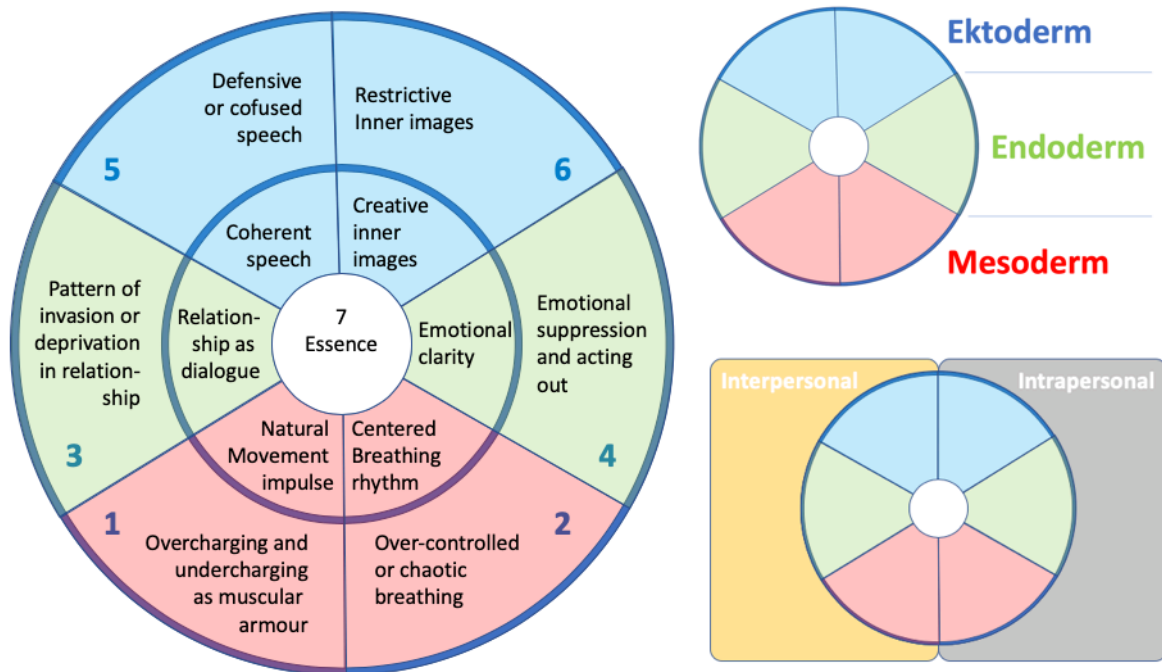 Defensive
or cofused
speech
5
Restrictive
Inner images
6
Coherent
speech
Creative
inner
images
Pattern of
invasion or
deprivation
in relation-
ship
3
Relation-
ship as
dialogue
7
Essence
Emotional
clarity
Emotional
suppression
and acting
out
4
Natural
Movement
impulse
Centered
Breathing
rhythm
1
Overcharging and
undercharging
as muscular
armour
2
Over-controlled
or chaotic
breathing
Ektoderm
Endoderm
Mesoderm
Interpersonal
Intrapersonal